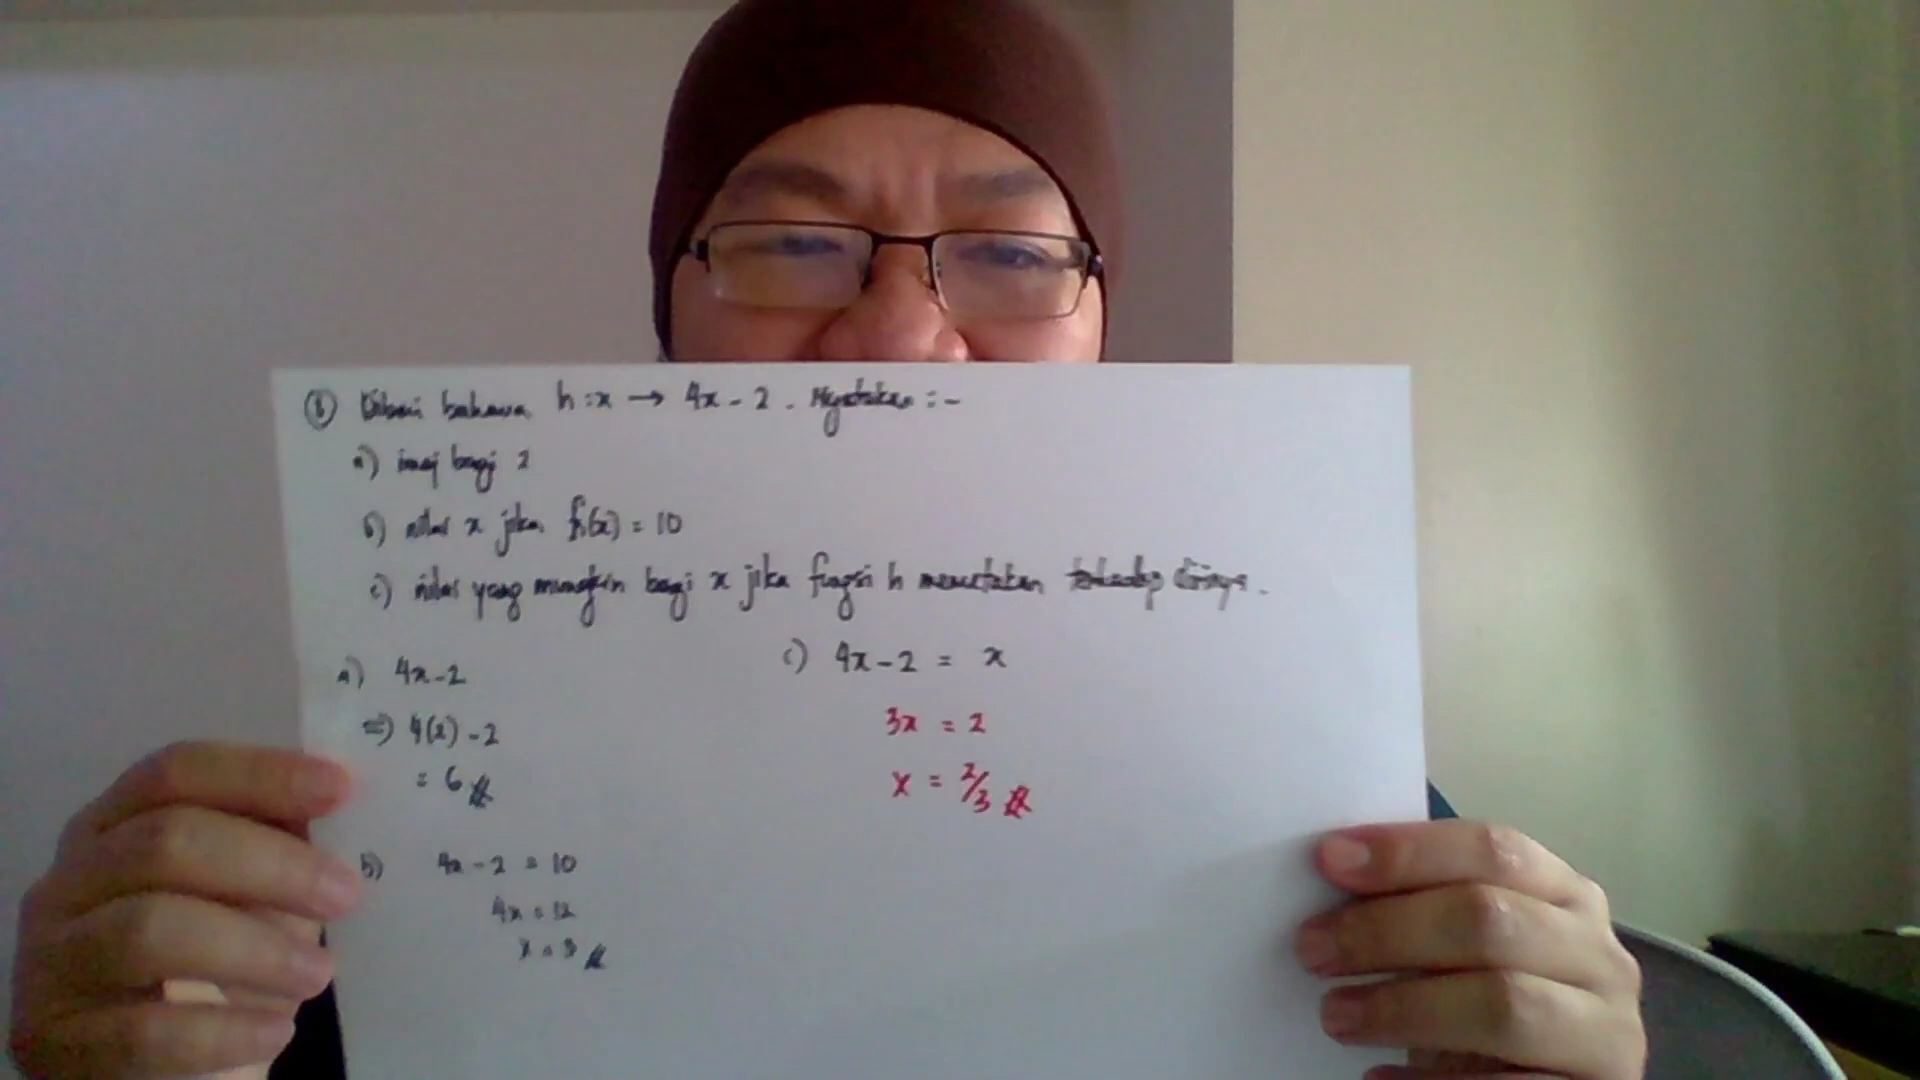 ① Diberi bahawa h : x → 4x - 2 . Nyatakan : -
a) imej bagi 2
b) nilai x jika h(x) = 10
c) nilai yang mungkin bagi x jika fungsi h memetakan terhadap dirinya .
a) 4x - 2
=) 4(2) - 2
= 6
b) 4x - 2 = 10
4x = 12
x = 3
c) 4x - 2 = x
3x = 2
x = 2/3